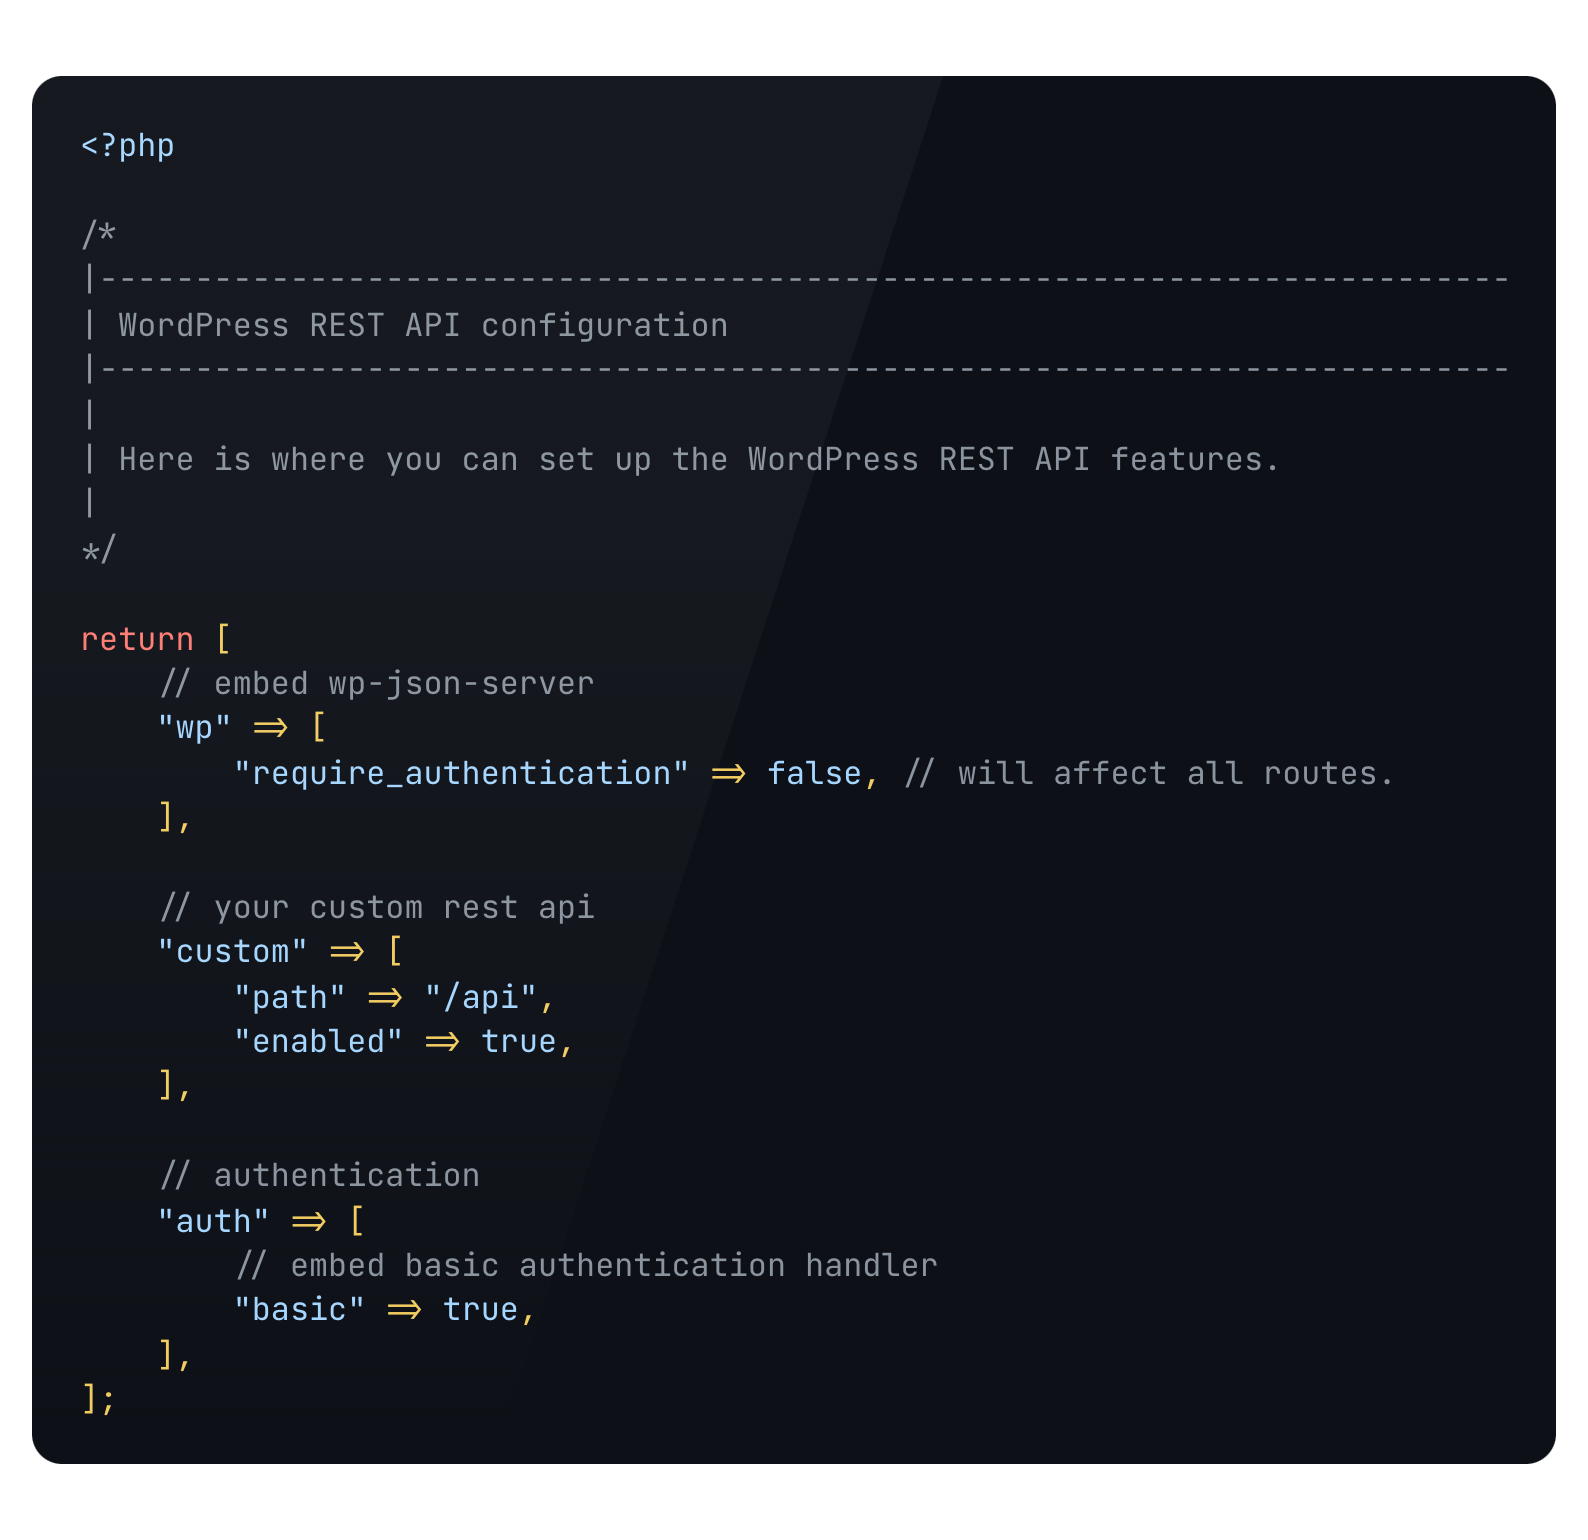 <?php

/*
|--------------------------------------------------------------------------
| WordPress REST API configuration
|--------------------------------------------------------------------------
|
| Here is where you can set up the WordPress REST API features.
|
*/

return [
    // embed wp-json-server
    "wp" => [
        "require_authentication" => false, // will affect all routes.
    ],

    // your custom rest api
    "custom" => [
        "path" => "/api",
        "enabled" => true,
    ],

    // authentication
    "auth" => [
        // embed basic authentication handler
        "basic" => true,
    ],
];